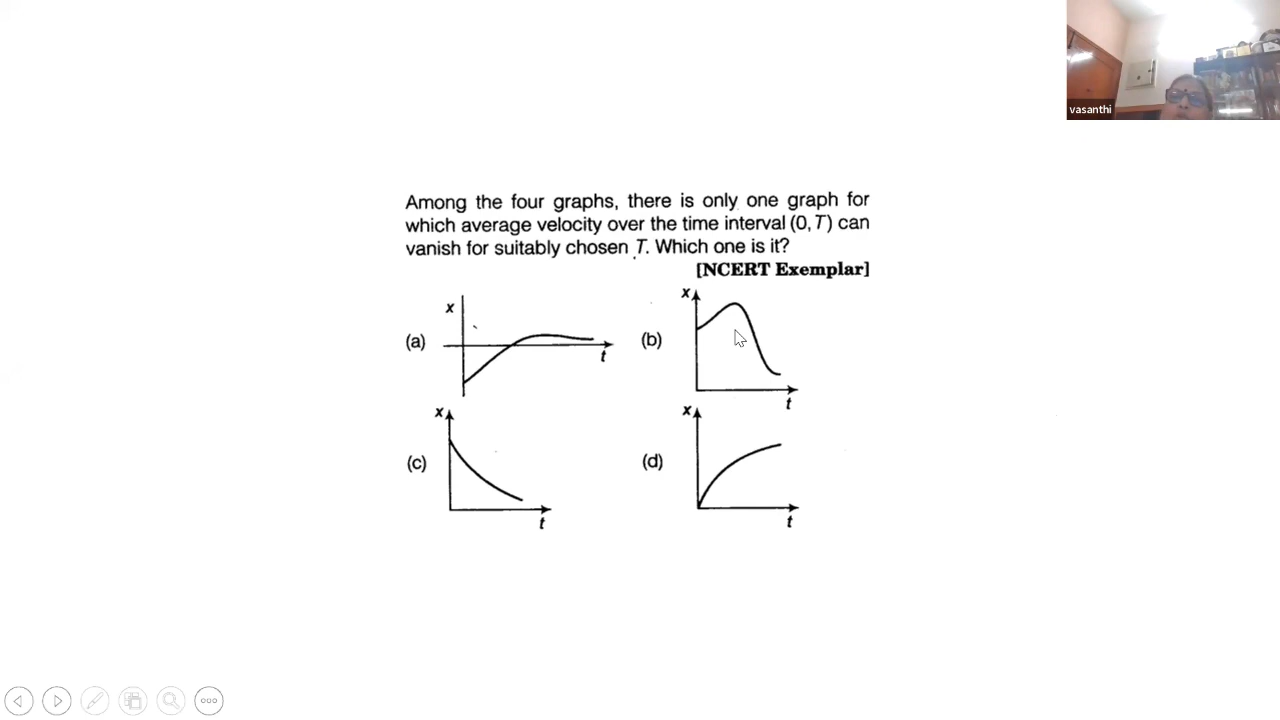 vasanthi
Among the four graphs, there is only one graph for
which average velocity over the time interval (0, T) can
vanish for suitably chosen T. Which one is it?
[NCERT Exemplar]
(a)
x
t
(b)
x
t
(c)
x
t
(d)
x
t